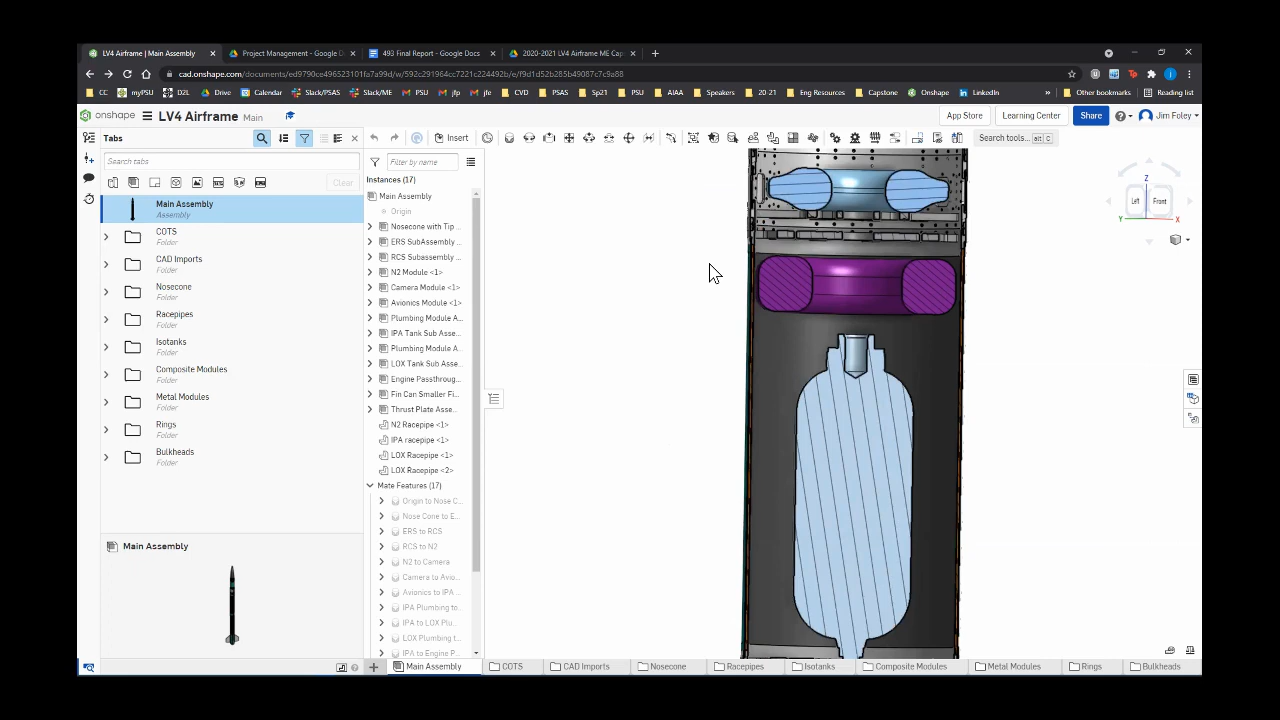 LV4 Airframe | Main Assembly
Project Management - Google D
493 Final Report - Google Docs
2020-2021 LV4 Airframe ME Cap
cad.onshape.com/documents/ed9790ce496523101fa7a99d/w/592c291964cc7221c224492b/e/f9d1d52b285b49087c7c9a88
CC
myPSU
D2L
Drive
Calendar
Slack/PSAS
Slack/ME
PSU
jfp
jfe
CVD
PSAS
Sp21
PSU
AIAA
Speakers
20-21
Eng Resources
Capstone
Onshape
LinkedIn
»
Other bookmarks
Reading list
onshape
LV4 Airframe Main
App Store
Learning Center
Share
Jim Foley
Tabs
Insert
Search tools...
alt C
Search tabs
Clear
Filter by name
Instances (17)
Main Assembly
Assembly
COTS
Folder
CAD Imports
Folder
Nosecone
Folder
Racepipes
Folder
Isotanks
Folder
Composite Modules
Folder
Metal Modules
Folder
Rings
Folder
Bulkheads
Folder
Main Assembly
Main Assembly
Origin
Nosecone with Tip ...
ERS SubAssembly ...
RCS Subassembly ...
N2 Module <1>
Camera Module <1>
Avionics Module <1>
Plumbing Module A...
IPA Tank Sub Asse...
Plumbing Module A...
LOX Tank Sub Asse...
Engine Passthroug...
Fin Can Smaller Fi...
Thrust Plate Asse...
N2 Racepipe <1>
IPA racepipe <1>
LOX Racepipe <1>
LOX Racepipe <2>
Mate Features (17)
Origin to Nose C...
Nose Cone to E...
ERS to RCS
RCS to N2
N2 to Camera
Camera to Avio...
Avionics to IPA ...
IPA Plumbing to...
IPA to LOX Plu...
LOX Plumbing t...
IPA to Engine P...
Z
Left
Front
Y
X
Main Assembly
COTS
CAD Imports
Nosecone
Racepipes
Isotanks
Composite Modules
Metal Modules
Rings
Bulkheads